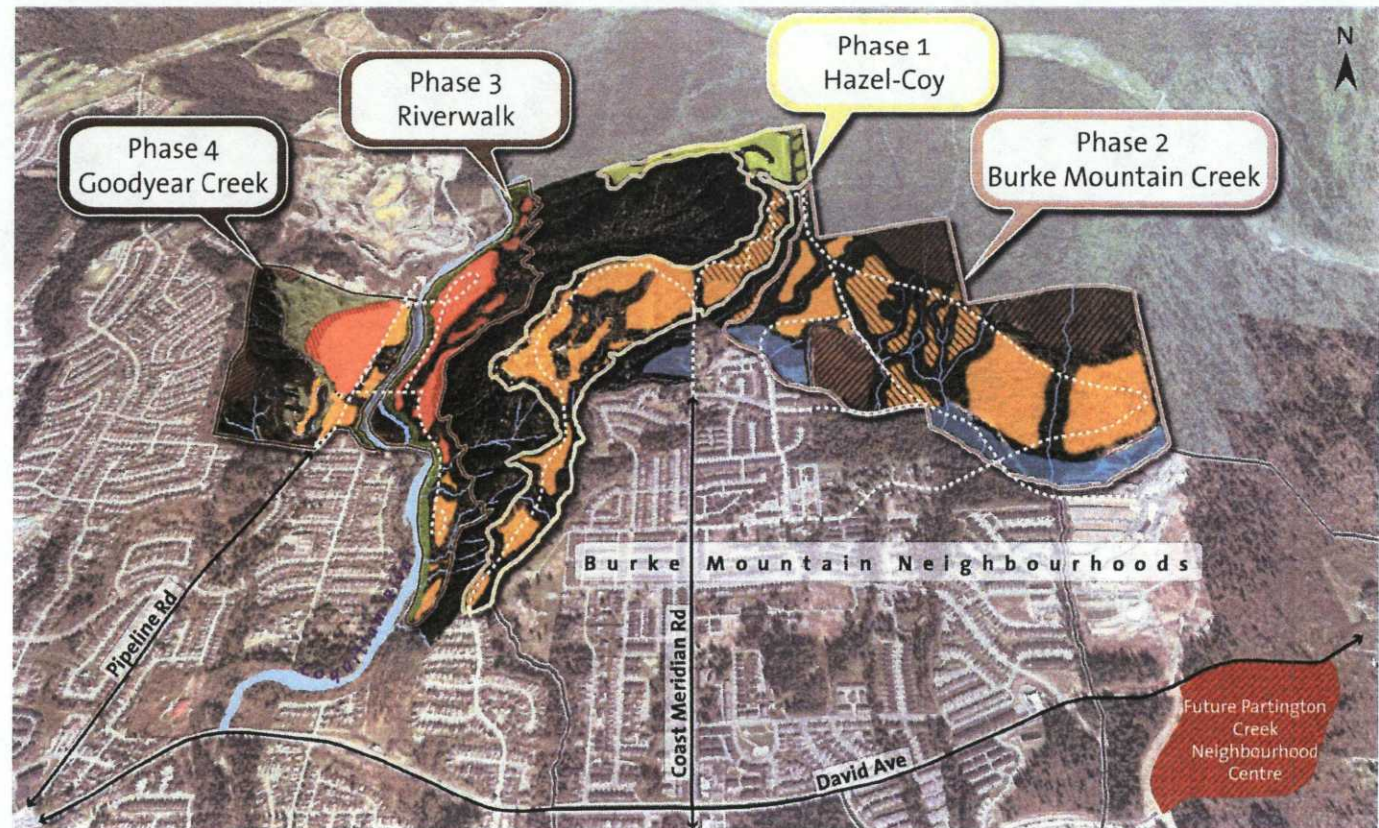 N
Phase 1
Hazel-Coy
Phase 3
Riverwalk
Phase 4
Goodyear Creek
Phase 2
Burke Mountain Creek
Burke Mountain Neighbourhoods
Pipeline Rd
Coast Meridian Rd
David Ave
Future Partington
Creek
Neighbourhood
Centre